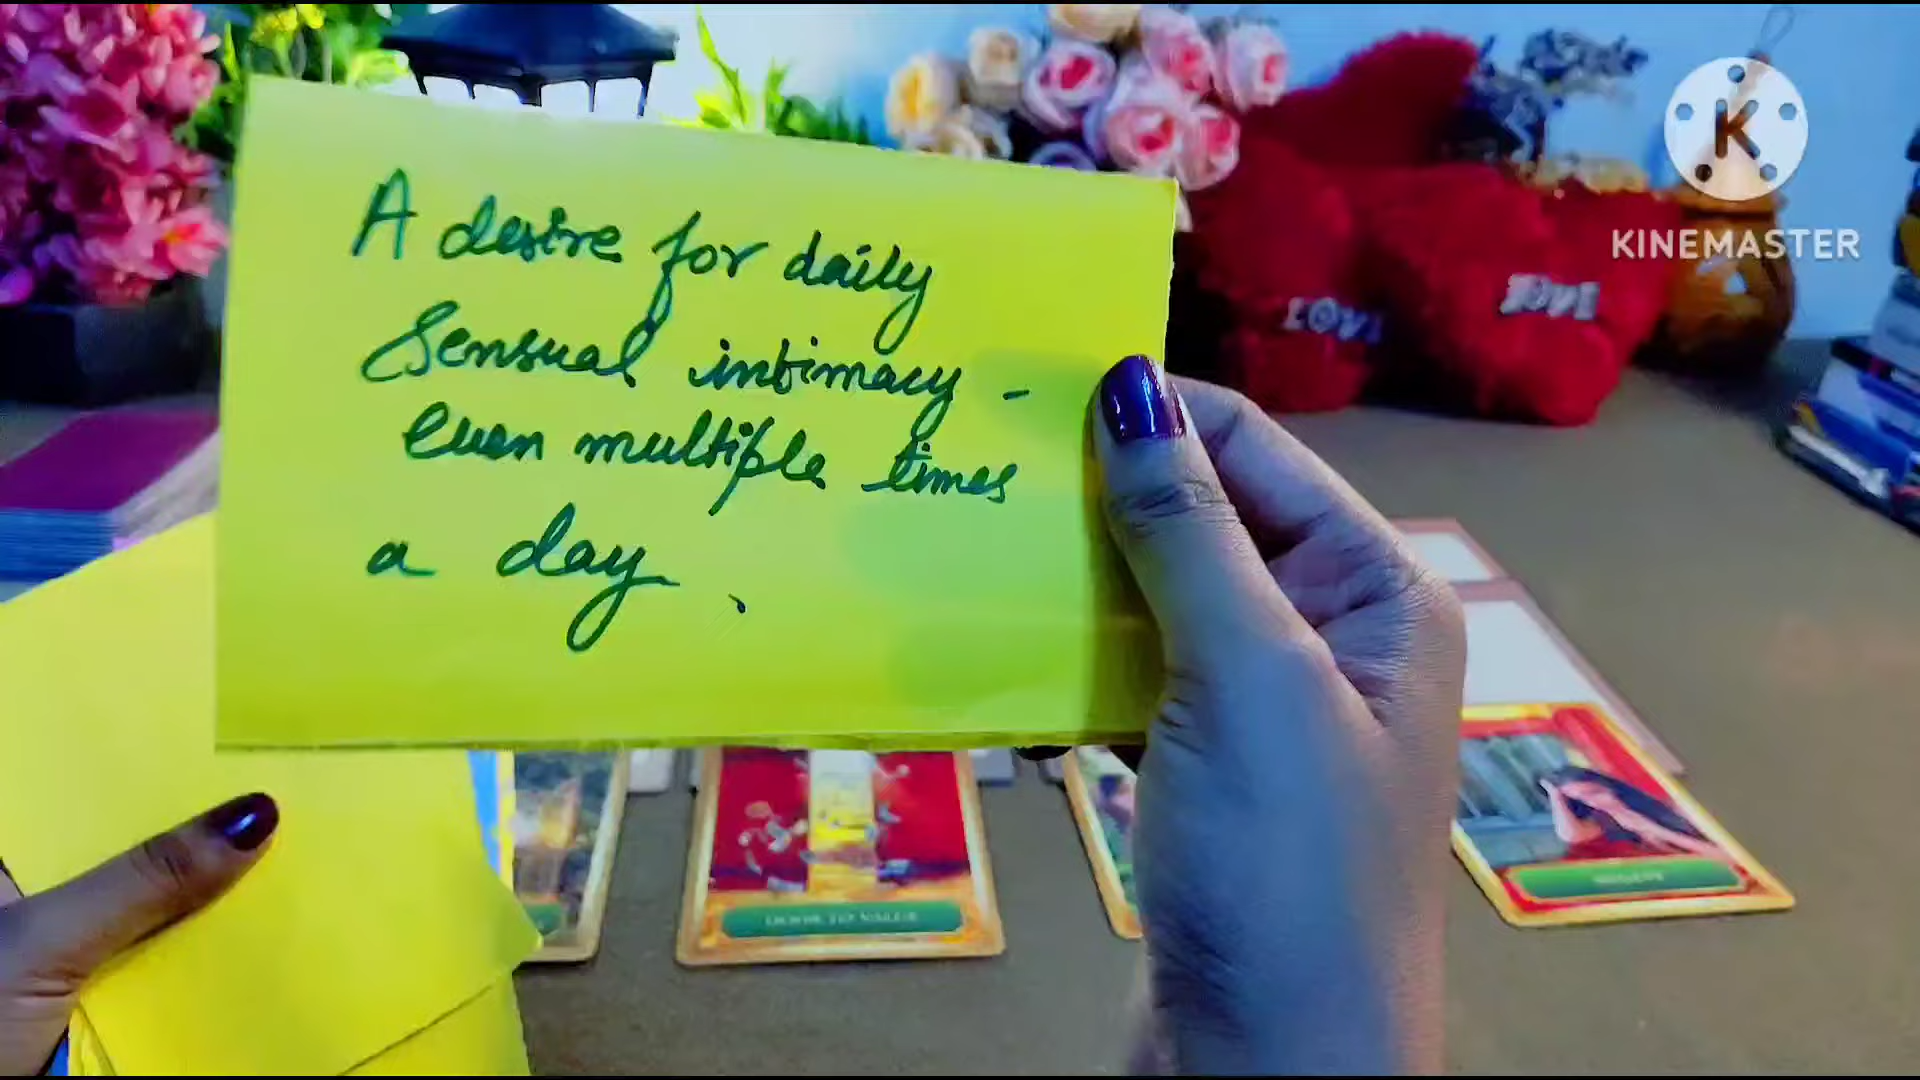 A desire for daily
Sensual intimacy -
even multiple times
a day.
KINEMASTER
LOVE
LOVE